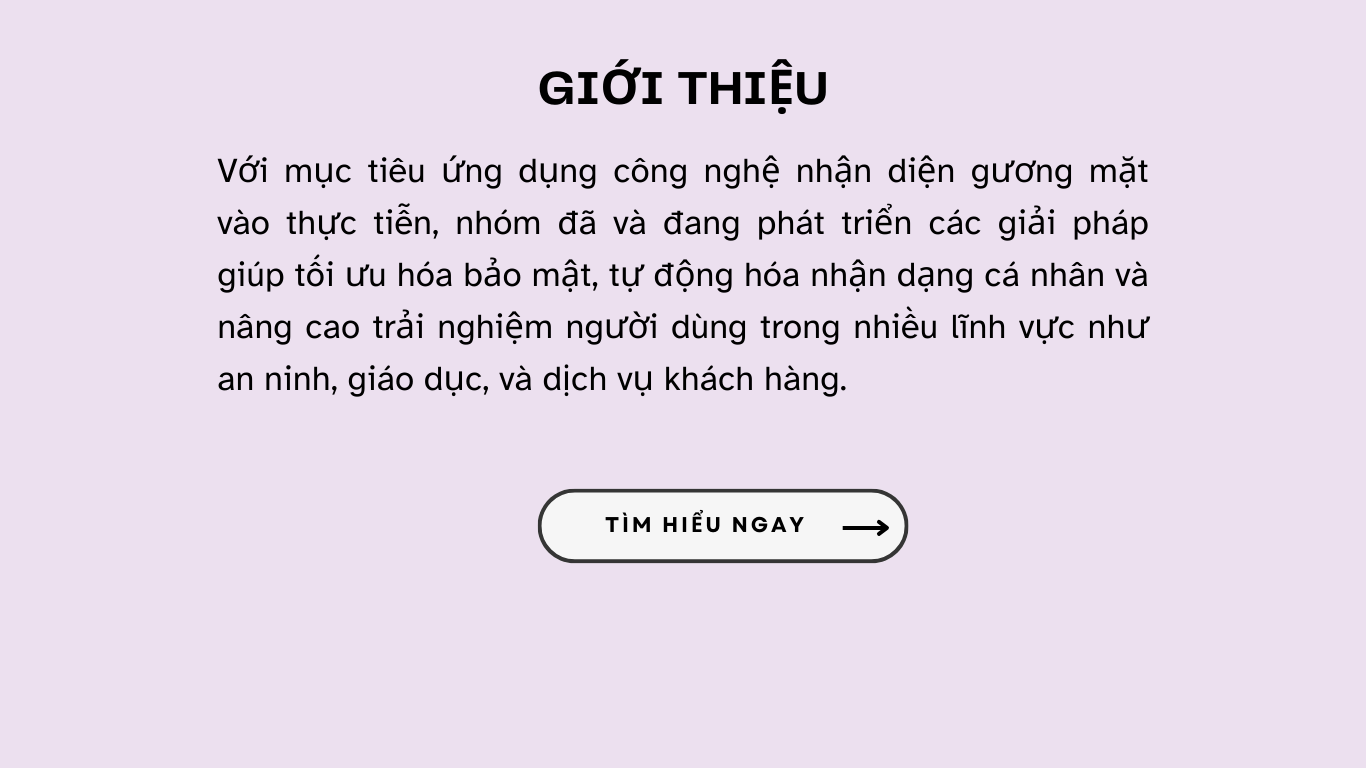 GIỚI THIỆU
Với mục tiêu ứng dụng công nghệ nhận diện gương mặt
vào thực tiễn, nhóm đã và đang phát triển các giải pháp
giúp tối ưu hóa bảo mật, tự động hóa nhận dạng cá nhân và
nâng cao trải nghiệm người dùng trong nhiều lĩnh vực như
an ninh, giáo dục, và dịch vụ khách hàng.
TÌM HIỂU NGAY